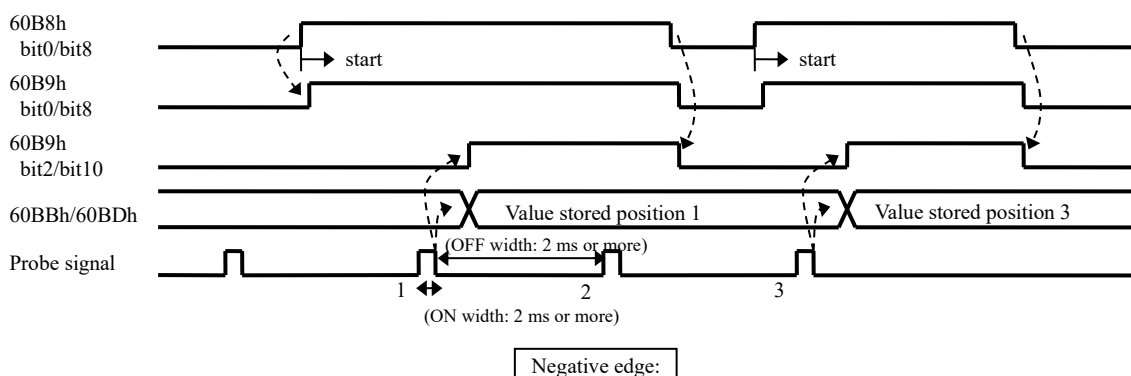 60B8h
bit0/bit8
start
start
60B9h
bit0/bit8
60B9h
bit2/bit10
60BBh/60BDh
Value stored position 1
Value stored position 3
(OFF width: 2 ms or more)
Probe signal
1
2
3
(ON width: 2 ms or more)
Negative edge: